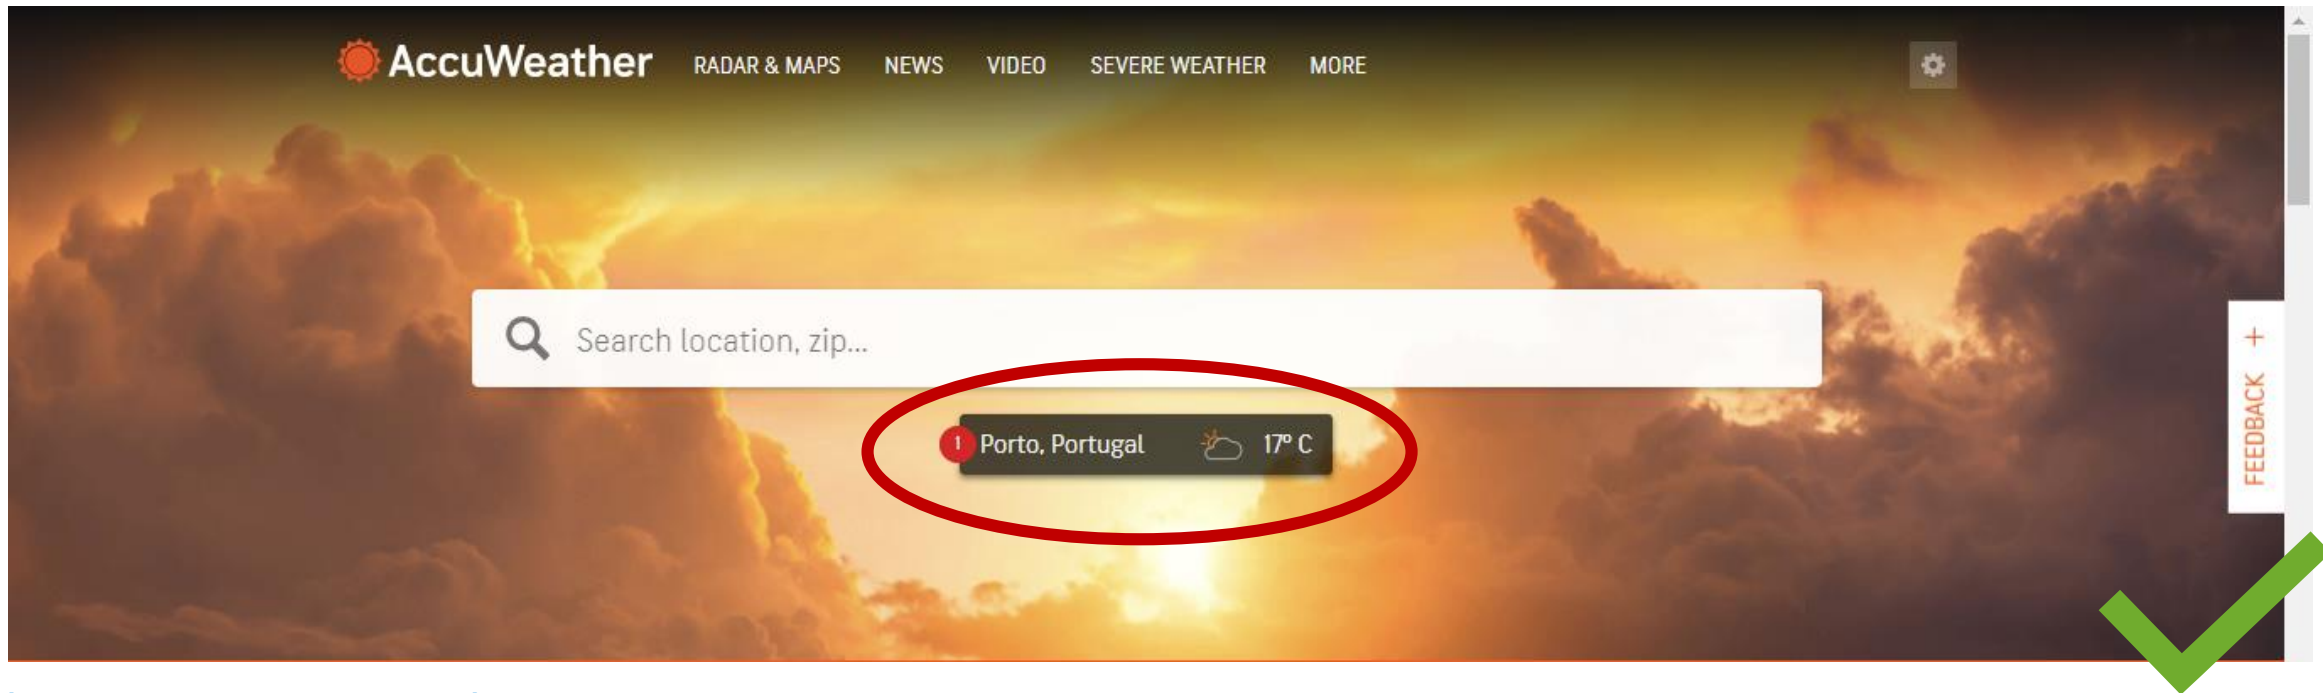 AccuWeather RADAR & MAPS NEWS VIDEO SEVERE WEATHER MORE
Search location, zip...
1 Porto, Portugal 17° C
FEEDBACK +